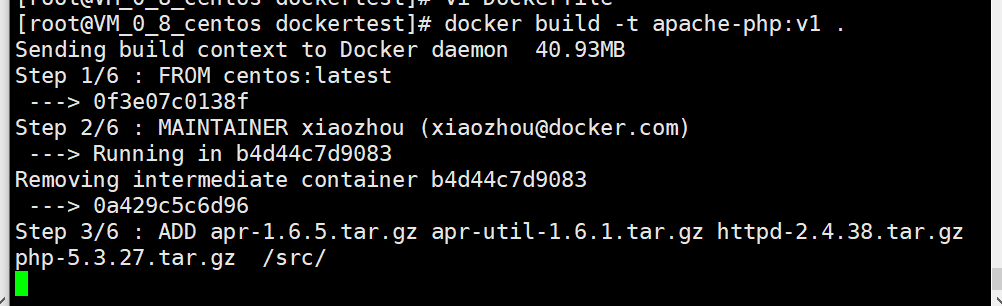 [root@VM_0_8_centos dockertest]# vi Dockerfile
[root@VM_0_8_centos dockertest]# docker build -t apache-php:v1 .
Sending build context to Docker daemon  40.93MB
Step 1/6 : FROM centos:latest
 ---> 0f3e07c0138f
Step 2/6 : MAINTAINER xiaozhou (xiaozhou@docker.com)
 ---> Running in b4d44c7d9083
Removing intermediate container b4d44c7d9083
 ---> 0a429c5c6d96
Step 3/6 : ADD apr-1.6.5.tar.gz apr-util-1.6.1.tar.gz httpd-2.4.38.tar.gz
php-5.3.27.tar.gz  /src/